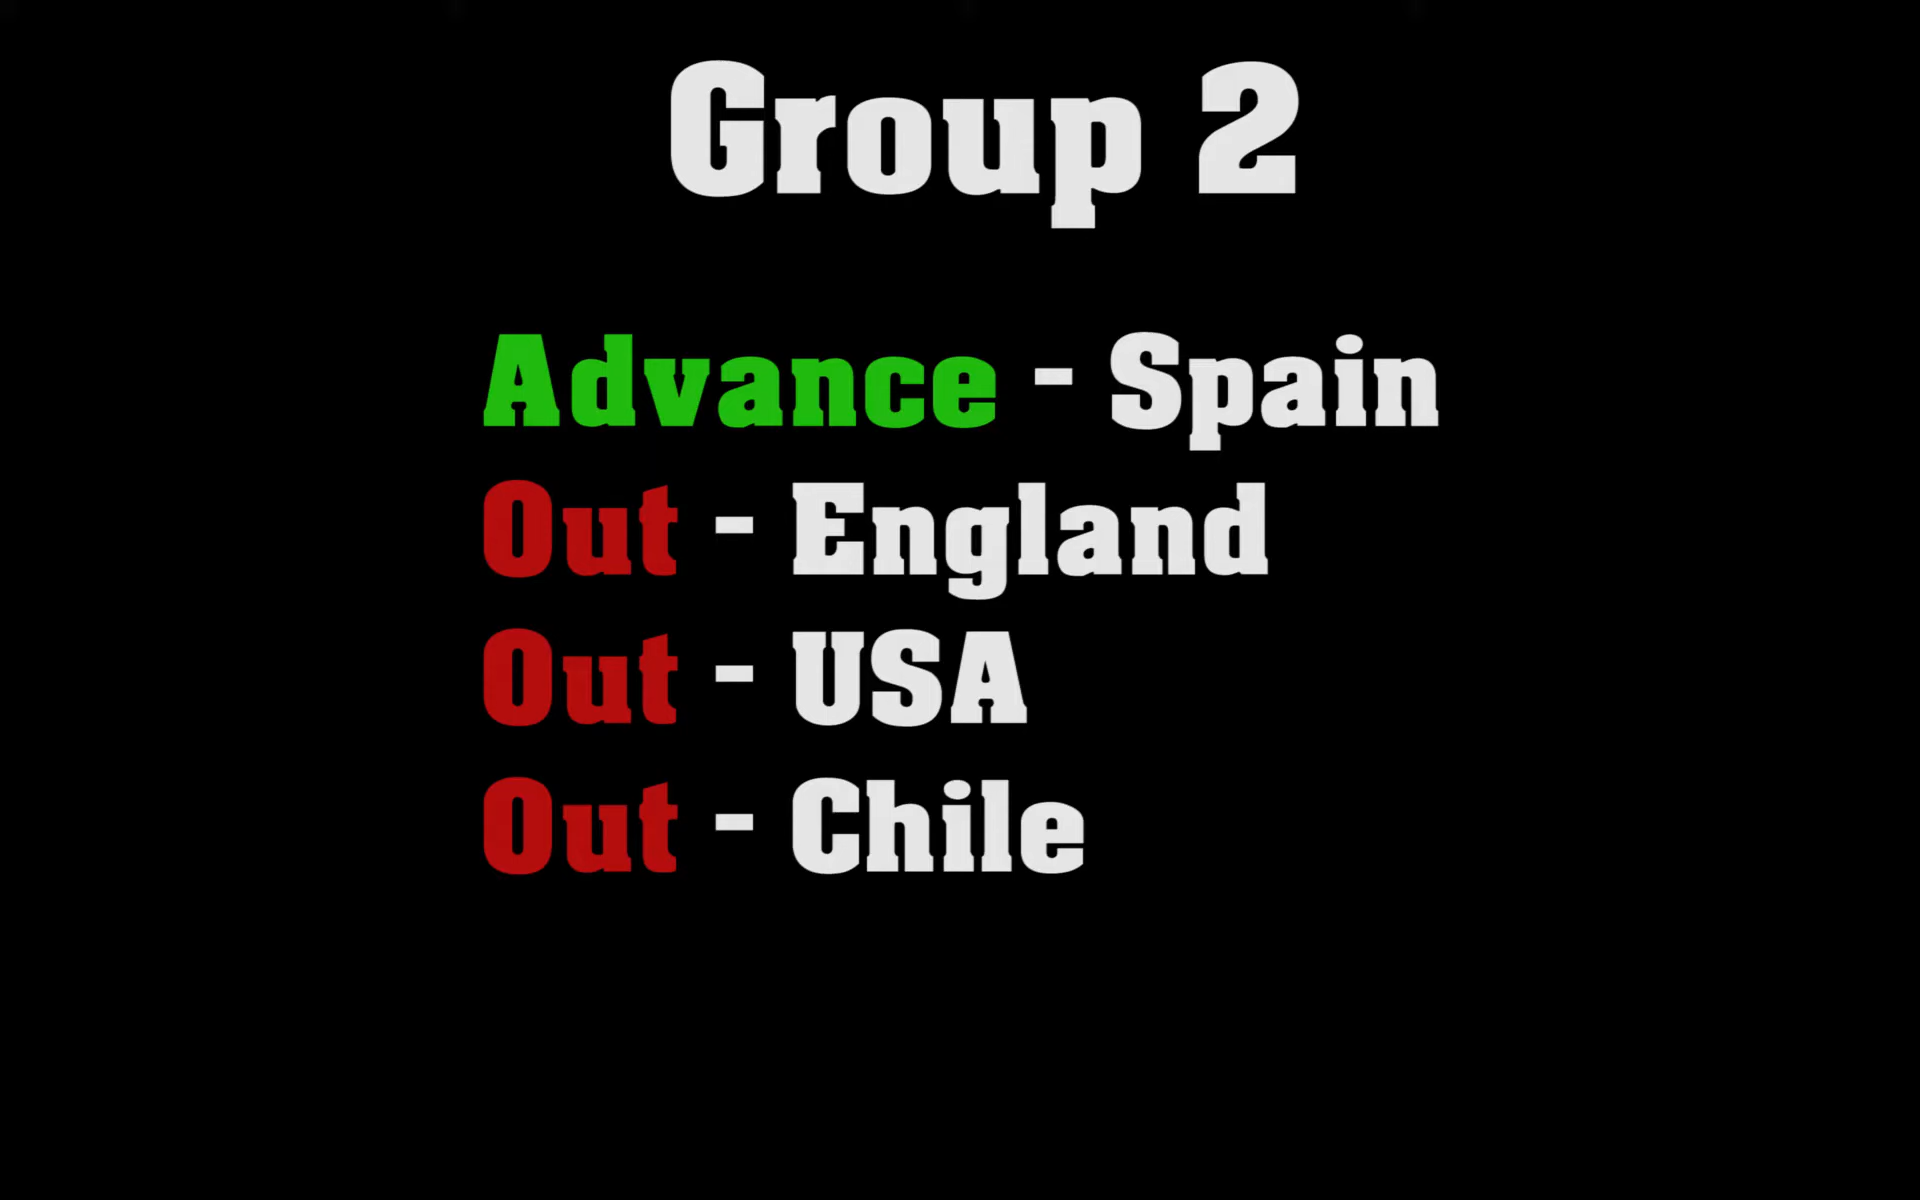 Group 2
Advance - Spain
Out - England
Out - USA
Out - Chile